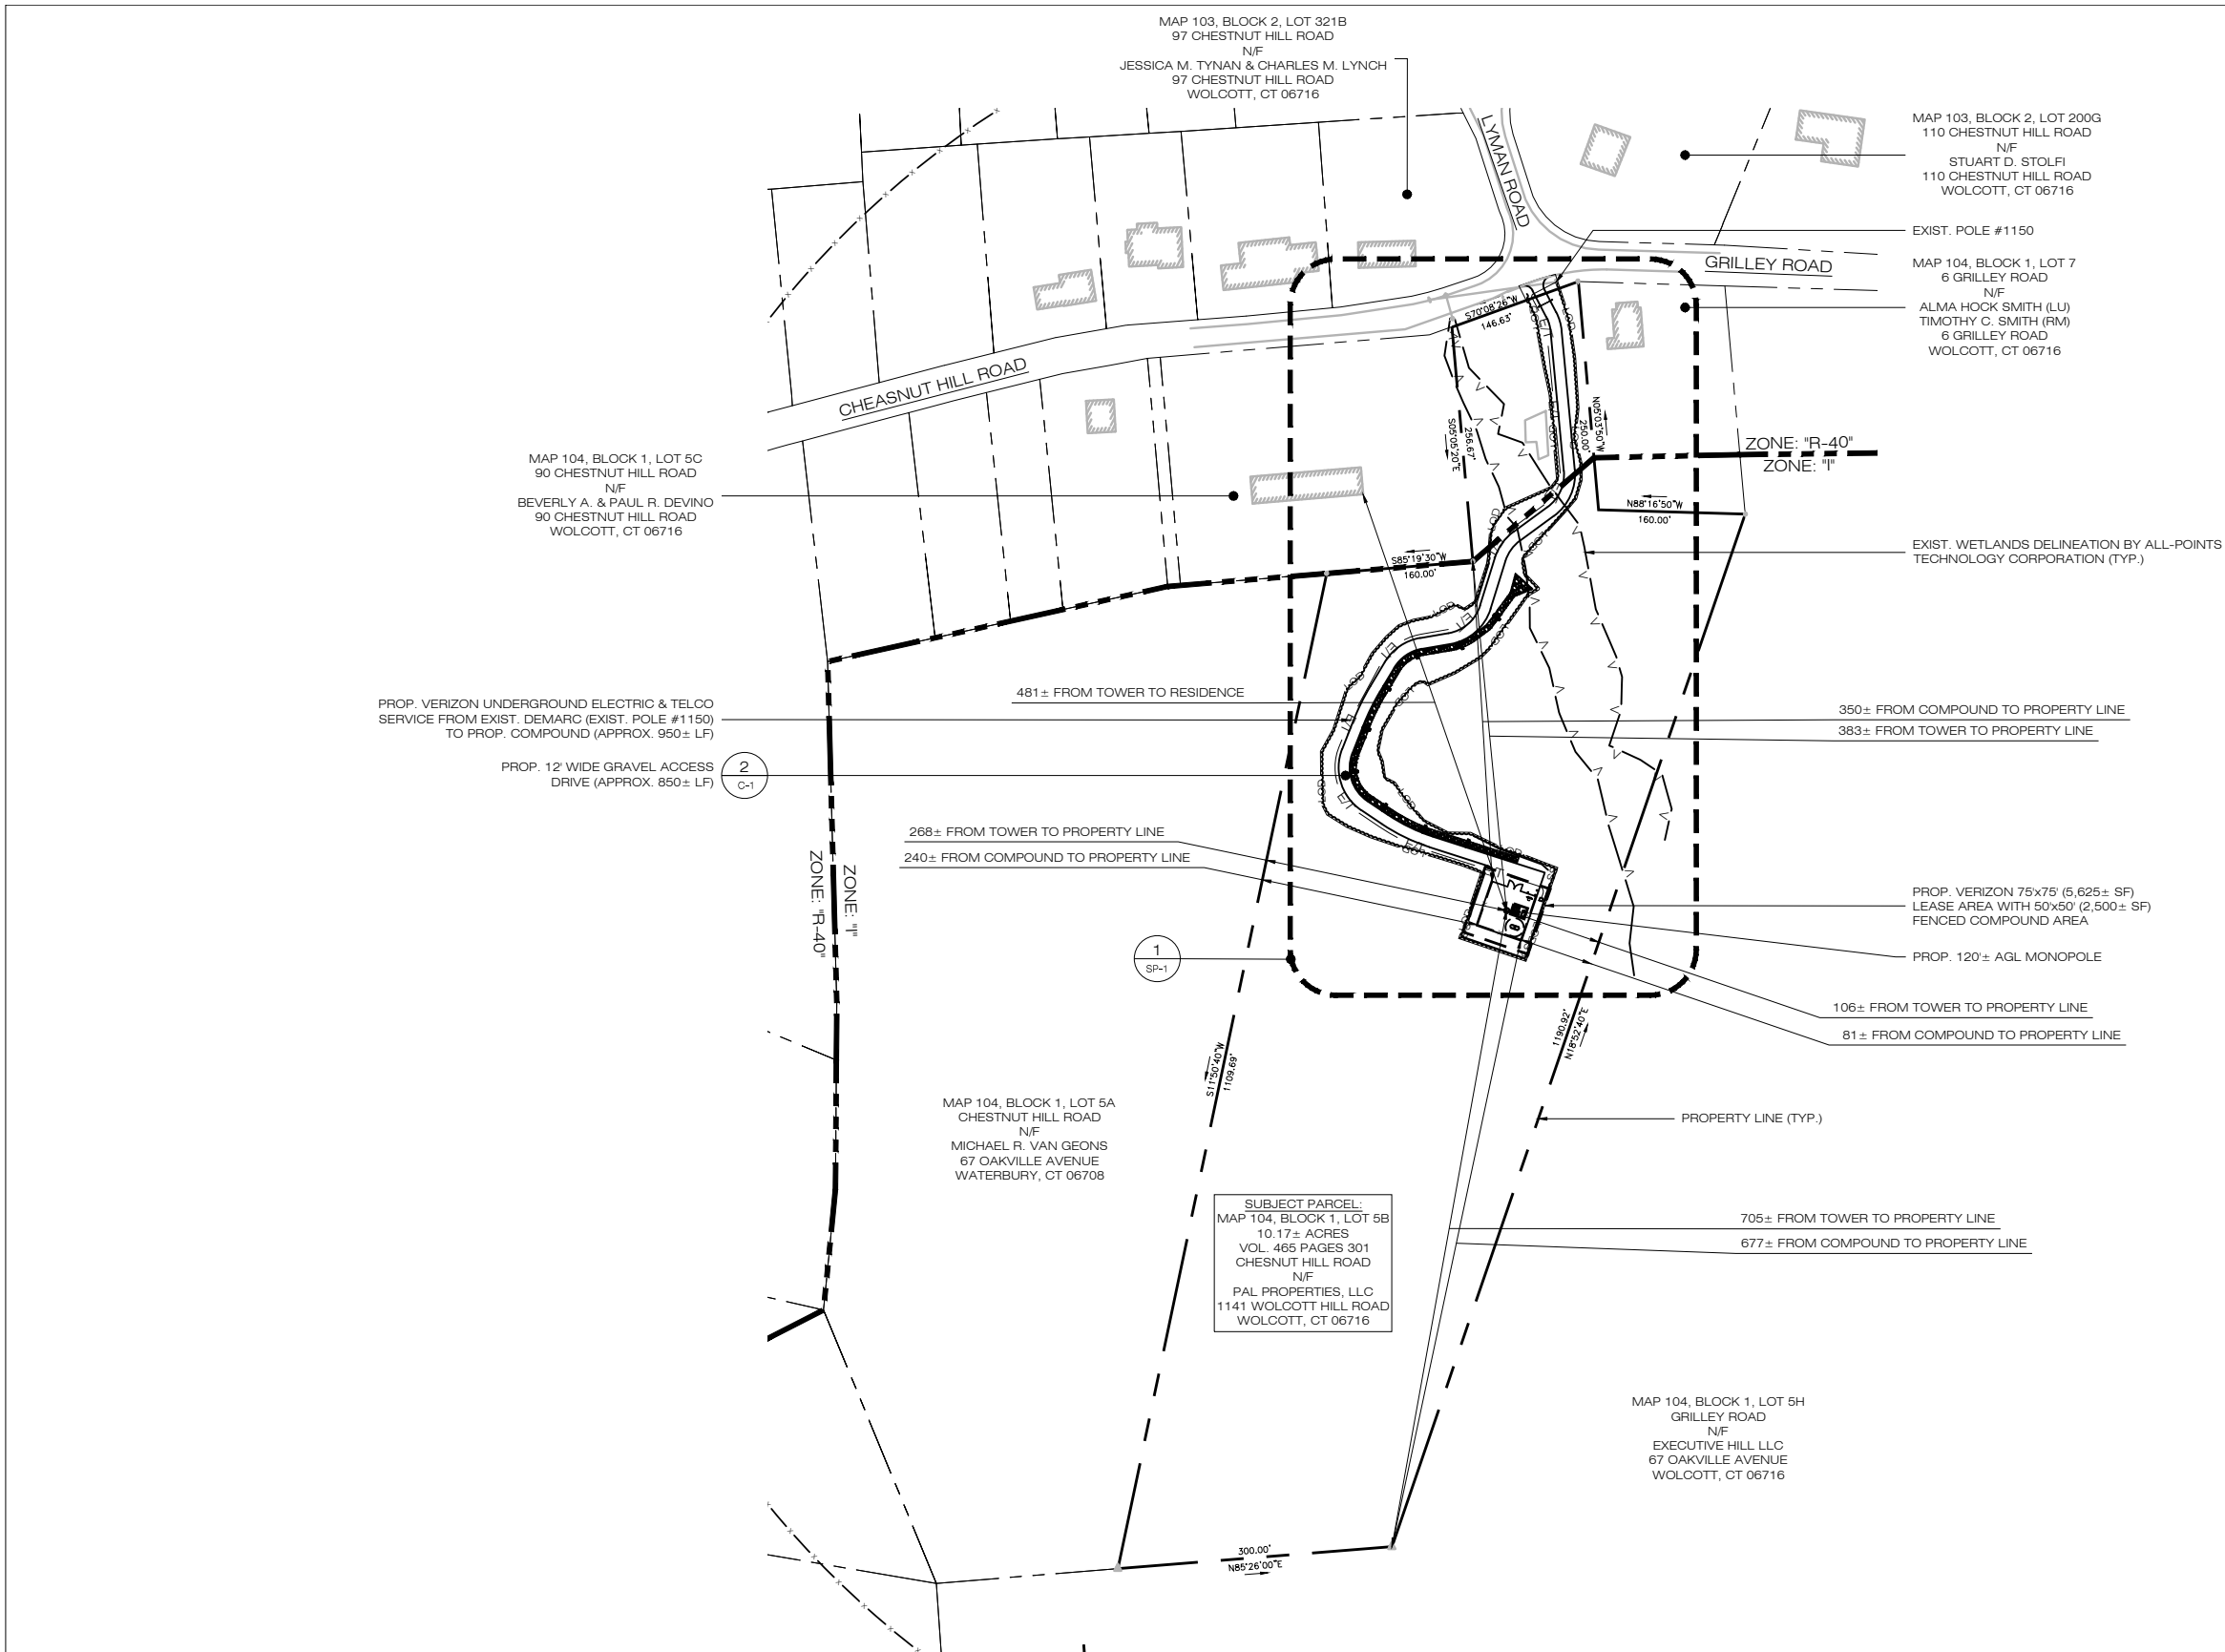 MAP 103, BLOCK 2, LOT 321B
97 CHESTNUT HILL ROAD
N/F
JESSICA M. TYNAN & CHARLES M. LYNCH
97 CHESTNUT HILL ROAD
WOLCOTT, CT 06716
MAP 103, BLOCK 2, LOT 200G
110 CHESTNUT HILL ROAD
N/F
STUART D. STOLFI
110 CHESTNUT HILL ROAD
WOLCOTT, CT 06716
LYMAN ROAD
EXIST. POLE #1150
GRILLEY ROAD
MAP 104, BLOCK 1, LOT 7
6 GRILLEY ROAD
N/F
ALMA HOCK SMITH (LU)
TIMOTHY C. SMITH (RM)
6 GRILLEY ROAD
WOLCOTT, CT 06716
S70°08'26"W
146.63'
CHEASNUT HILL ROAD
S05°05'20"E
256.67'
N05°03'50"W
250.00'
ZONE: "R-40"
ZONE: "I"
MAP 104, BLOCK 1, LOT 5C
90 CHESTNUT HILL ROAD
N/F
BEVERLY A. & PAUL R. DEVINO
90 CHESTNUT HILL ROAD
WOLCOTT, CT 06716
N88°16'50"W
160.00'
EXIST. WETLANDS DELINEATION BY ALL-POINTS
TECHNOLOGY CORPORATION (TYP.)
S85°19'30"W
160.00'
481± FROM TOWER TO RESIDENCE
PROP. VERIZON UNDERGROUND ELECTRIC & TELCO
SERVICE FROM EXIST. DEMARC (EXIST. POLE #1150)
TO PROP. COMPOUND (APPROX. 950± LF)
350± FROM COMPOUND TO PROPERTY LINE
383± FROM TOWER TO PROPERTY LINE
PROP. 12' WIDE GRAVEL ACCESS
DRIVE (APPROX. 850± LF)
2
C-1
268± FROM TOWER TO PROPERTY LINE
240± FROM COMPOUND TO PROPERTY LINE
ZONE: "R-40"
ZONE: "I"
PROP. VERIZON 75'x75' (5,625± SF)
LEASE AREA WITH 50'x50' (2,500± SF)
FENCED COMPOUND AREA
PROP. 120'± AGL MONOPOLE
1
SP-1
106± FROM TOWER TO PROPERTY LINE
81± FROM COMPOUND TO PROPERTY LINE
S11°50'40"W
1109.69'
1190.92'
N18°52'40"E
MAP 104, BLOCK 1, LOT 5A
CHESTNUT HILL ROAD
N/F
MICHAEL R. VAN GEONS
67 OAKVILLE AVENUE
WATERBURY, CT 06708
PROPERTY LINE (TYP.)
SUBJECT PARCEL:
MAP 104, BLOCK 1, LOT 5B
10.17± ACRES
VOL. 465 PAGES 301
CHESNUT HILL ROAD
N/F
PAL PROPERTIES, LLC
1141 WOLCOTT HILL ROAD
WOLCOTT, CT 06716
705± FROM TOWER TO PROPERTY LINE
677± FROM COMPOUND TO PROPERTY LINE
MAP 104, BLOCK 1, LOT 5H
GRILLEY ROAD
N/F
EXECUTIVE HILL LLC
67 OAKVILLE AVENUE
WOLCOTT, CT 06716
300.00'
N85°26'00"E